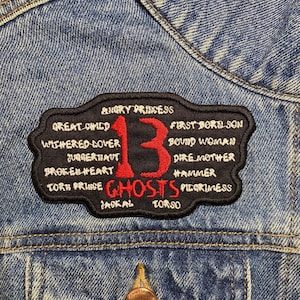 ANGRY PRINCESS
GREAT CHILD 13 FIRST BORN SON
WITHERED LOVER BOUND WOMAN
JUGGERNAUT DIRE MOTHER
BROKEN HEART HAMMER
TORN PRINCE GHOSTS PILGRIMESS
JACKAL TORSO